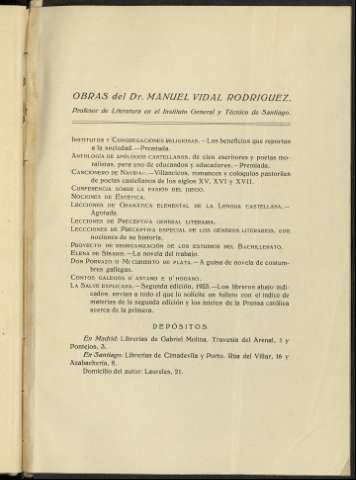 OBRAS del Dr. MANUEL VIDAL RODRIGUEZ.
Profesor de Literatura en el Instituto General y Técnico de Santiago.
INSTITUTOS Y CONGREGACIONES RELIGIOSAS.—Los beneficios que reportan
a la sociedad.—Premiada.
ANTOLOGÍA DE APÓLOGOS CASTELLANOS, de cien escritores y poetas mo-
ralistas, para uso de educandos y educadores.—Premiada.
CANCIONERO DE NAVIDAD.—Villancicos, romances y coloquios pastoriles
de poetas castellanos de los siglos XV, XVI y XVII.
CONFERENCIA SOBRE LA PASIÓN DEL JUEGO.
NOCIONES DE ESTÉTICA.
LECCIONES DE GRAMÁTICA ELEMENTAL DE LA LENGUA CASTELLANA.—
Agotada.
LECCIONES DE PRECEPTIVA GENERAL LITERARIA.
LECCCIONES DE PRECEPTIVA ESPECIAL DE LOS GÉNEROS LITERARIOS, con
nociones de su historia.
PROYECTO DE REORGANIZACIÓN DE LOS ESTUDIOS DEL BACHILLERATO.
ELENA DE SINARIE.—La novela del trabajo.
DON PORFAZO O MI CUBERTO DE PLATA.—A guisa de novela de costum-
bres gallegas.
CONTOS GALEGOS D'ANTANO E D'HOGANO.
LA SALVE EXPLICADA.—Segunda edición, 1923.—Los libreros abajo indi-
cados, envían a todo el que lo solicite un folleto con el índice de
materias de la segunda edición y los juicios de la Prensa católica
acerca de la primera.
DEPÓSITOS
En Madrid: Librerías de Gabriel Molina, Travesía del Arenal, 1 y
Pontejos, 3.
En Santiago: Librerías de Cimadevila y Porto, Rúa del Villar, 16 y
Azabachería, 8.
Domicilio del autor: Laureles, 21.